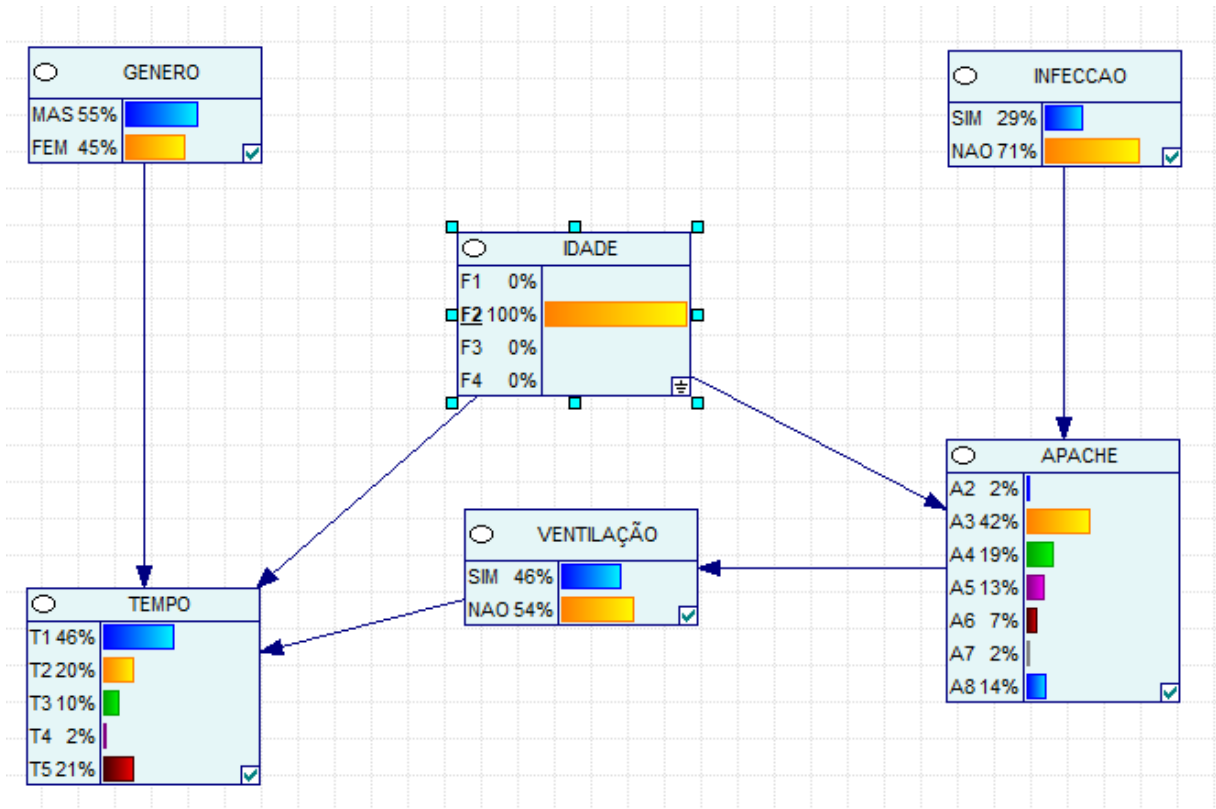 GENERO
MAS 55%
FEM 45%
INFECCAO
SIM 29%
NAO 71%
IDADE
F1 0%
F2 100%
F3 0%
F4 0%
APACHE
A2 2%
A3 42%
A4 19%
A5 13%
A6 7%
A7 2%
A8 14%
VENTILAÇÃO
SIM 46%
NAO 54%
TEMPO
T1 46%
T2 20%
T3 10%
T4 2%
T5 21%